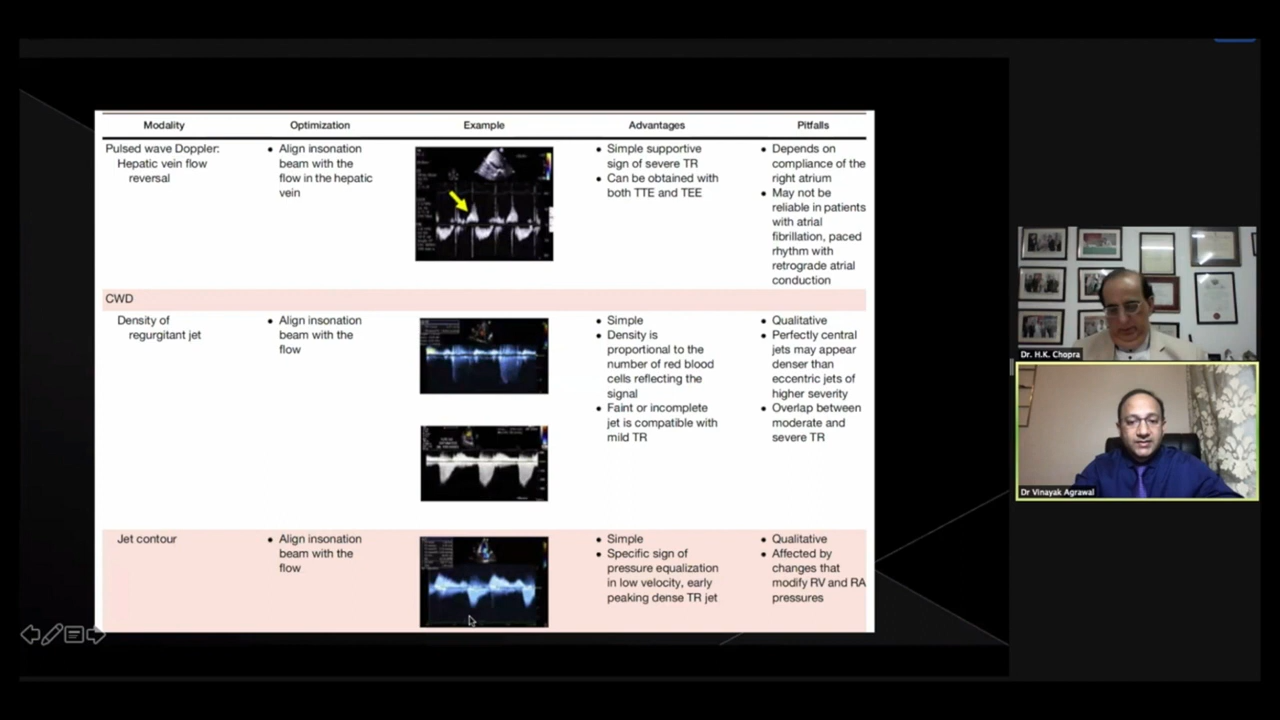 Modality Optimization Example Advantages Pitfalls
Pulsed wave Doppler:
Hepatic vein flow
reversal
• Align insonation
beam with the
flow in the hepatic
vein
• Simple supportive
sign of severe TR
• Can be obtained with
both TTE and TEE
• Depends on
compliance of the
right atrium
• May not be
reliable in patients
with atrial
fibrillation, paced
rhythm with
retrograde atrial
conduction
CWD
Density of
regurgitant jet
• Align insonation
beam with the
flow
• Simple
• Density is
proportional to the
number of red blood
cells reflecting the
signal
• Faint or incomplete
jet is compatible with
mild TR
• Qualitative
• Perfectly central
jets may appear
denser than
eccentric jets of
higher severity
• Overlap between
moderate and
severe TR
Jet contour
• Align insonation
beam with the
flow
• Simple
• Specific sign of
pressure equalization
in low velocity, early
peaking dense TR jet
• Qualitative
• Affected by
changes that
modify RV and RA
pressures
Dr. H.K. Chopra
Dr Vinayak Agrawal